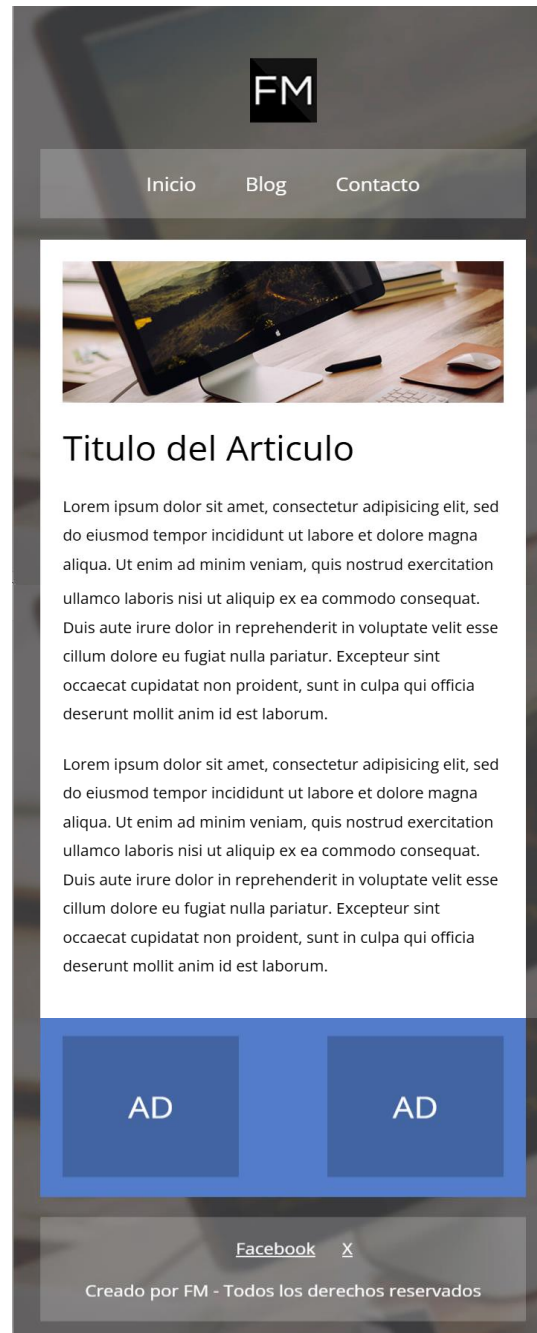 FM
Inicio Blog Contacto
Titulo del Articulo
Lorem ipsum dolor sit amet, consectetur adipisicing elit, sed
do eiusmod tempor incididunt ut labore et dolore magna
aliqua. Ut enim ad minim veniam, quis nostrud exercitation
ullamco laboris nisi ut aliquip ex ea commodo consequat.
Duis aute irure dolor in reprehenderit in voluptate velit esse
cillum dolore eu fugiat nulla pariatur. Excepteur sint
occaecat cupidatat non proident, sunt in culpa qui officia
deserunt mollit anim id est laborum.
Lorem ipsum dolor sit amet, consectetur adipisicing elit, sed
do eiusmod tempor incididunt ut labore et dolore magna
aliqua. Ut enim ad minim veniam, quis nostrud exercitation
ullamco laboris nisi ut aliquip ex ea commodo consequat.
Duis aute irure dolor in reprehenderit in voluptate velit esse
cillum dolore eu fugiat nulla pariatur. Excepteur sint
occaecat cupidatat non proident, sunt in culpa qui officia
deserunt mollit anim id est laborum.
AD AD
Facebook X
Creado por FM - Todos los derechos reservados